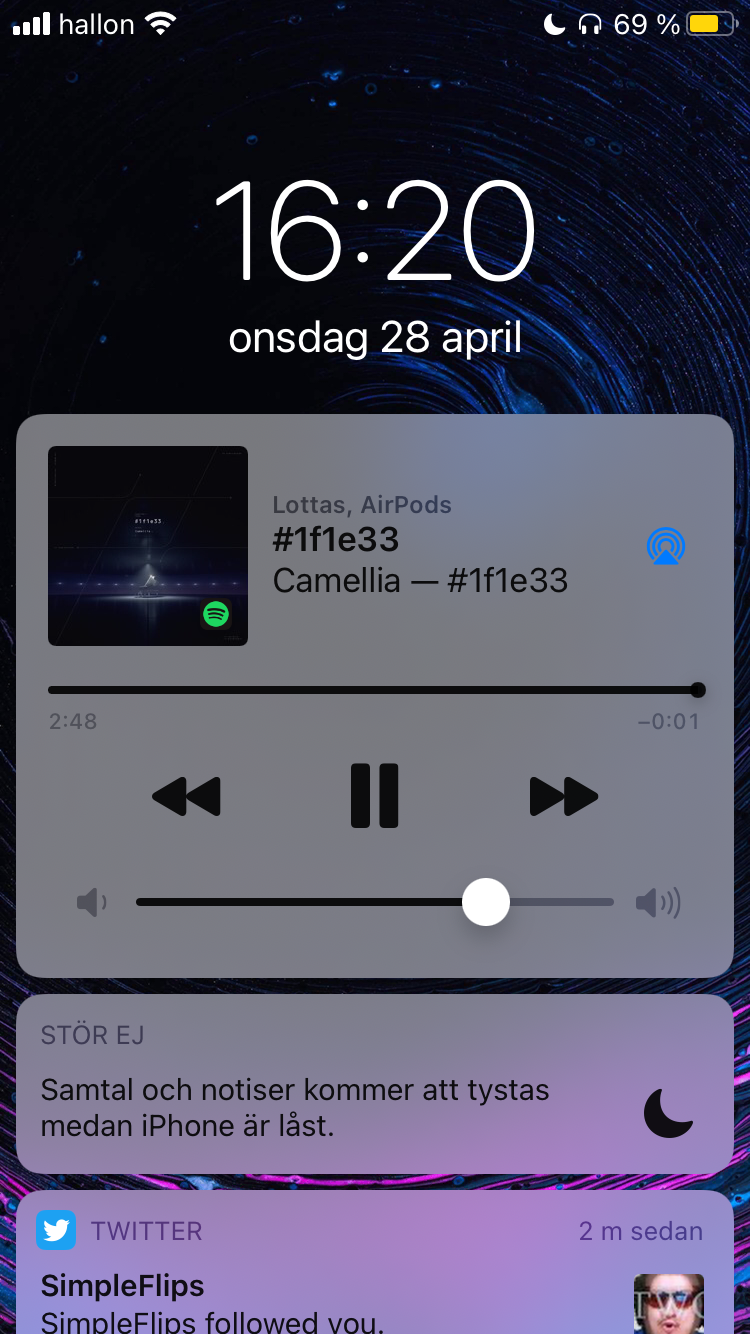 hallon 69 %
16:20
onsdag 28 april
#1f1e33
Lottas, AirPods
#1f1e33
Camellia — #1f1e33
2:48 −0:01
STÖR EJ
Samtal och notiser kommer att tystas
medan iPhone är låst.
TWITTER 2 m sedan
SimpleFlips
SimpleFlips followed you.